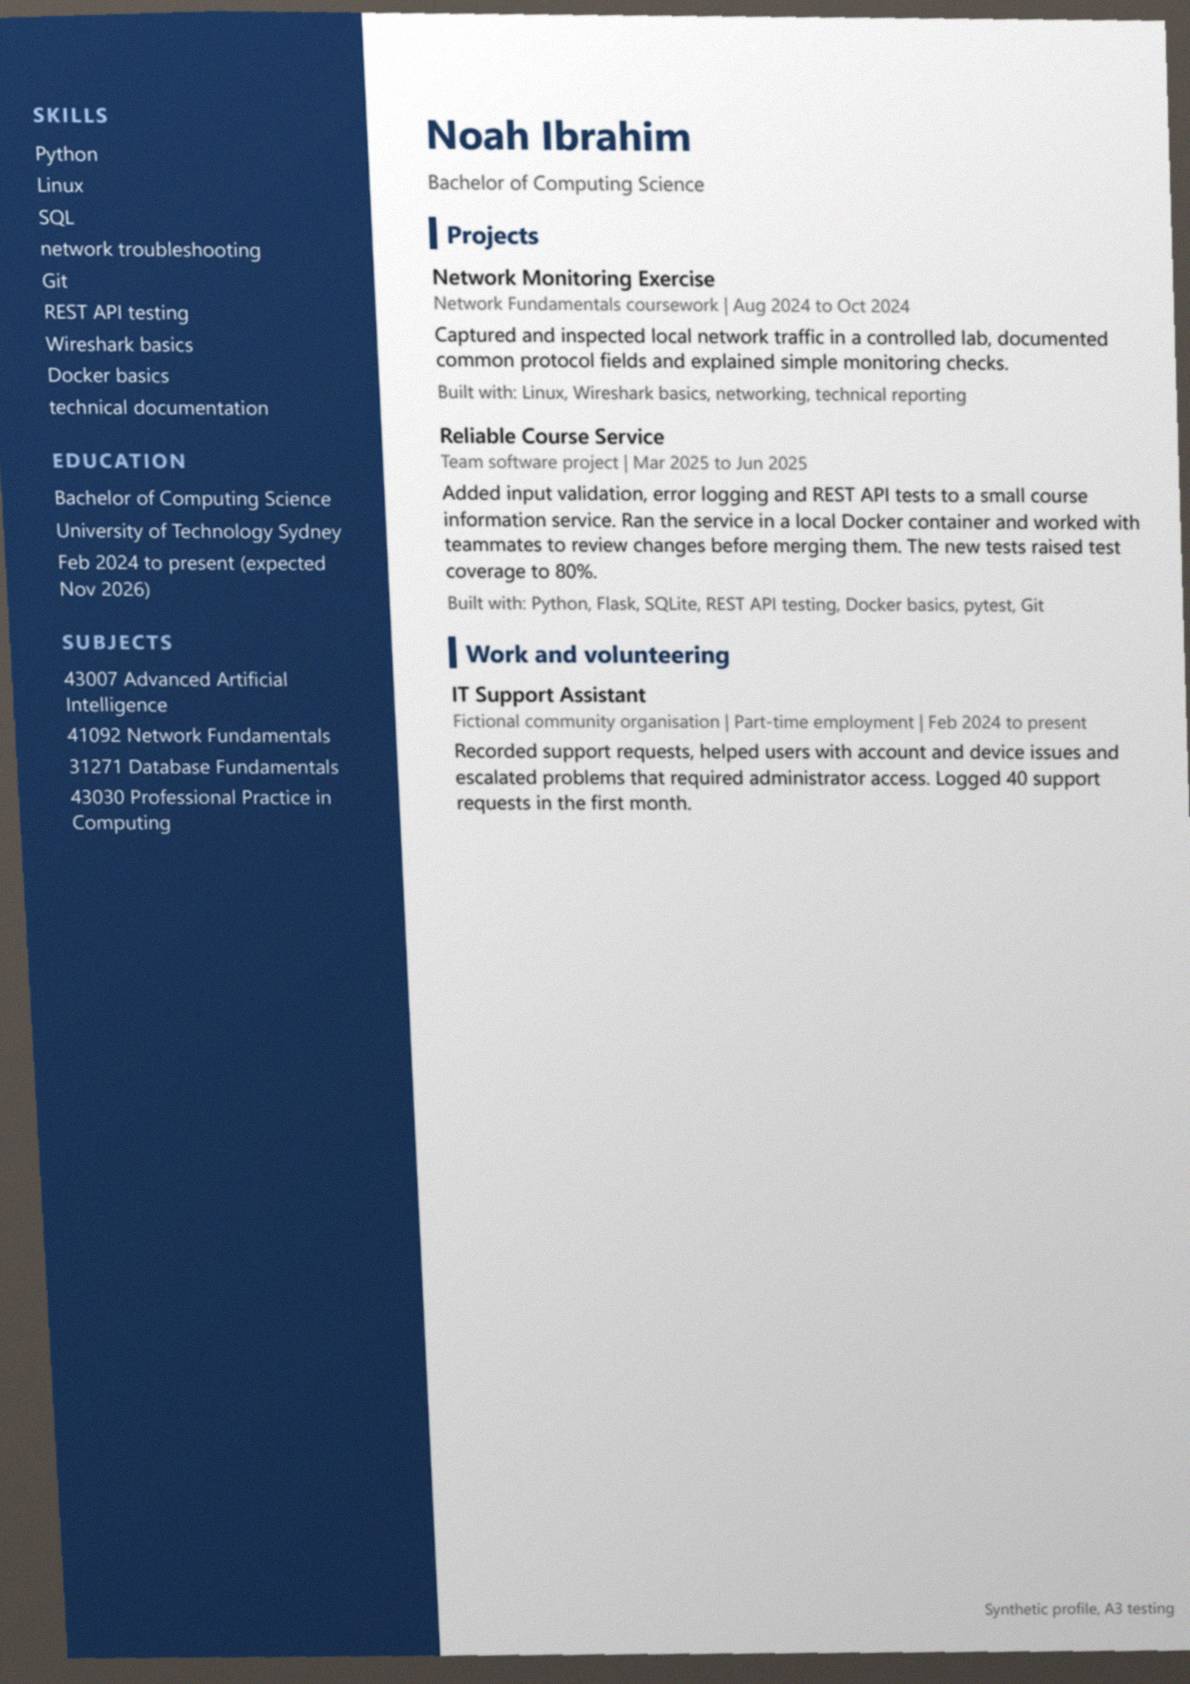 SKILLS
Python
Linux
SQL
network troubleshooting
Git
REST API testing
Wireshark basics
Docker basics
technical documentation
EDUCATION
Bachelor of Computing Science
University of Technology Sydney
Feb 2024 to present (expected
Nov 2026)
SUBJECTS
43007 Advanced Artificial
Intelligence
41092 Network Fundamentals
31271 Database Fundamentals
43030 Professional Practice in
Computing
Noah Ibrahim
Bachelor of Computing Science
Projects
Network Monitoring Exercise
Network Fundamentals coursework | Aug 2024 to Oct 2024
Captured and inspected local network traffic in a controlled lab, documented
common protocol fields and explained simple monitoring checks.
Built with: Linux, Wireshark basics, networking, technical reporting
Reliable Course Service
Team software project | Mar 2025 to Jun 2025
Added input validation, error logging and REST API tests to a small course
information service. Ran the service in a local Docker container and worked with
teammates to review changes before merging them. The new tests raised test
coverage to 80%.
Built with: Python, Flask, SQLite, REST API testing, Docker basics, pytest, Git
Work and volunteering
IT Support Assistant
Fictional community organisation | Part-time employment | Feb 2024 to present
Recorded support requests, helped users with account and device issues and
escalated problems that required administrator access. Logged 40 support
requests in the first month.
Synthetic profile, A3 testing